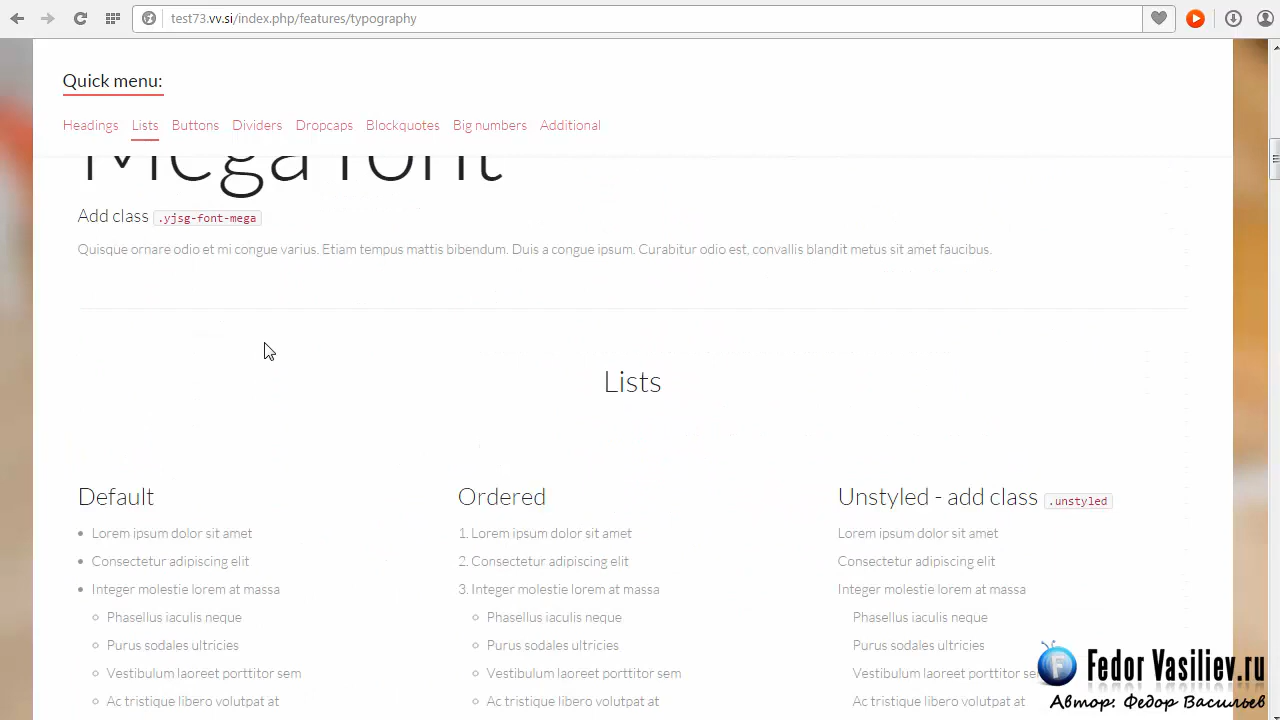 test73.vv.si/index.php/features/typography
Quick menu:
Headings Lists Buttons Dividers Dropcaps Blockquotes Big numbers Additional
Mega font
Add class .yjsg-font-mega
Quisque ornare odio et mi congue varius. Etiam tempus mattis bibendum. Duis a congue ipsum. Curabitur odio est, convallis blandit metus sit amet faucibus.
Lists
Default Ordered Unstyled - add class .unstyled
Lorem ipsum dolor sit amet 1. Lorem ipsum dolor sit amet Lorem ipsum dolor sit amet
Consectetur adipiscing elit 2. Consectetur adipiscing elit Consectetur adipiscing elit
Integer molestie lorem at massa 3. Integer molestie lorem at massa Integer molestie lorem at massa
Phasellus iaculis neque Phasellus iaculis neque Phasellus iaculis neque
Purus sodales ultricies Purus sodales ultricies Purus sodales ultricies
Vestibulum laoreet porttitor sem Vestibulum laoreet porttitor sem Vestibulum laoreet porttitor
Ac tristique libero volutpat at Ac tristique libero volutpat at Ac tristique libero volutpat at
Fedor Vasiliev.ru
Автор: Федор Васильев